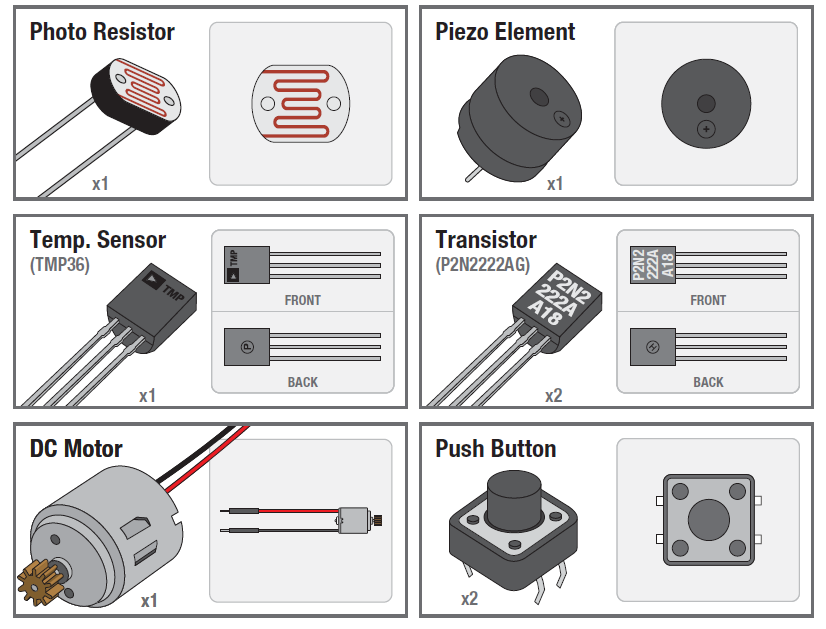 Photo Resistor
x1
Piezo Element
+
+
x1
Temp. Sensor
(TMP36)
TMP
TMP
FRONT
P
BACK
x1
Transistor
(P2N2222AG)
P2N2
222A
A18
P2N2
222A
A18
FRONT
H
BACK
x2
DC Motor
x1
Push Button
x2